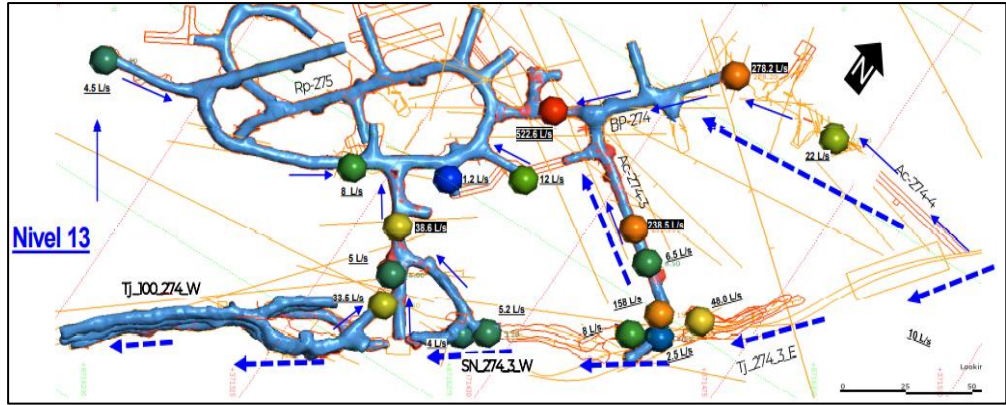 278.2 L/s
4.5 L/s
Rp-275
N
522.6 L/s
BP-274
22 L/s
Ac-274-4
8 L/s
1.2 L/s
12 L/s
Ac-274-3
38.6 L/s
238.5 L/s
Nivel 13
5 L/s
6.5 L/s
Tj_100_274_W
33.5 L/s
5.2 L/s
158 L/s
48.0 L/s
4 L/s
8 L/s
10 L/s
SN_274_3_W
2.5 L/s
Tj_274_3_E
Lookir
0 25 50